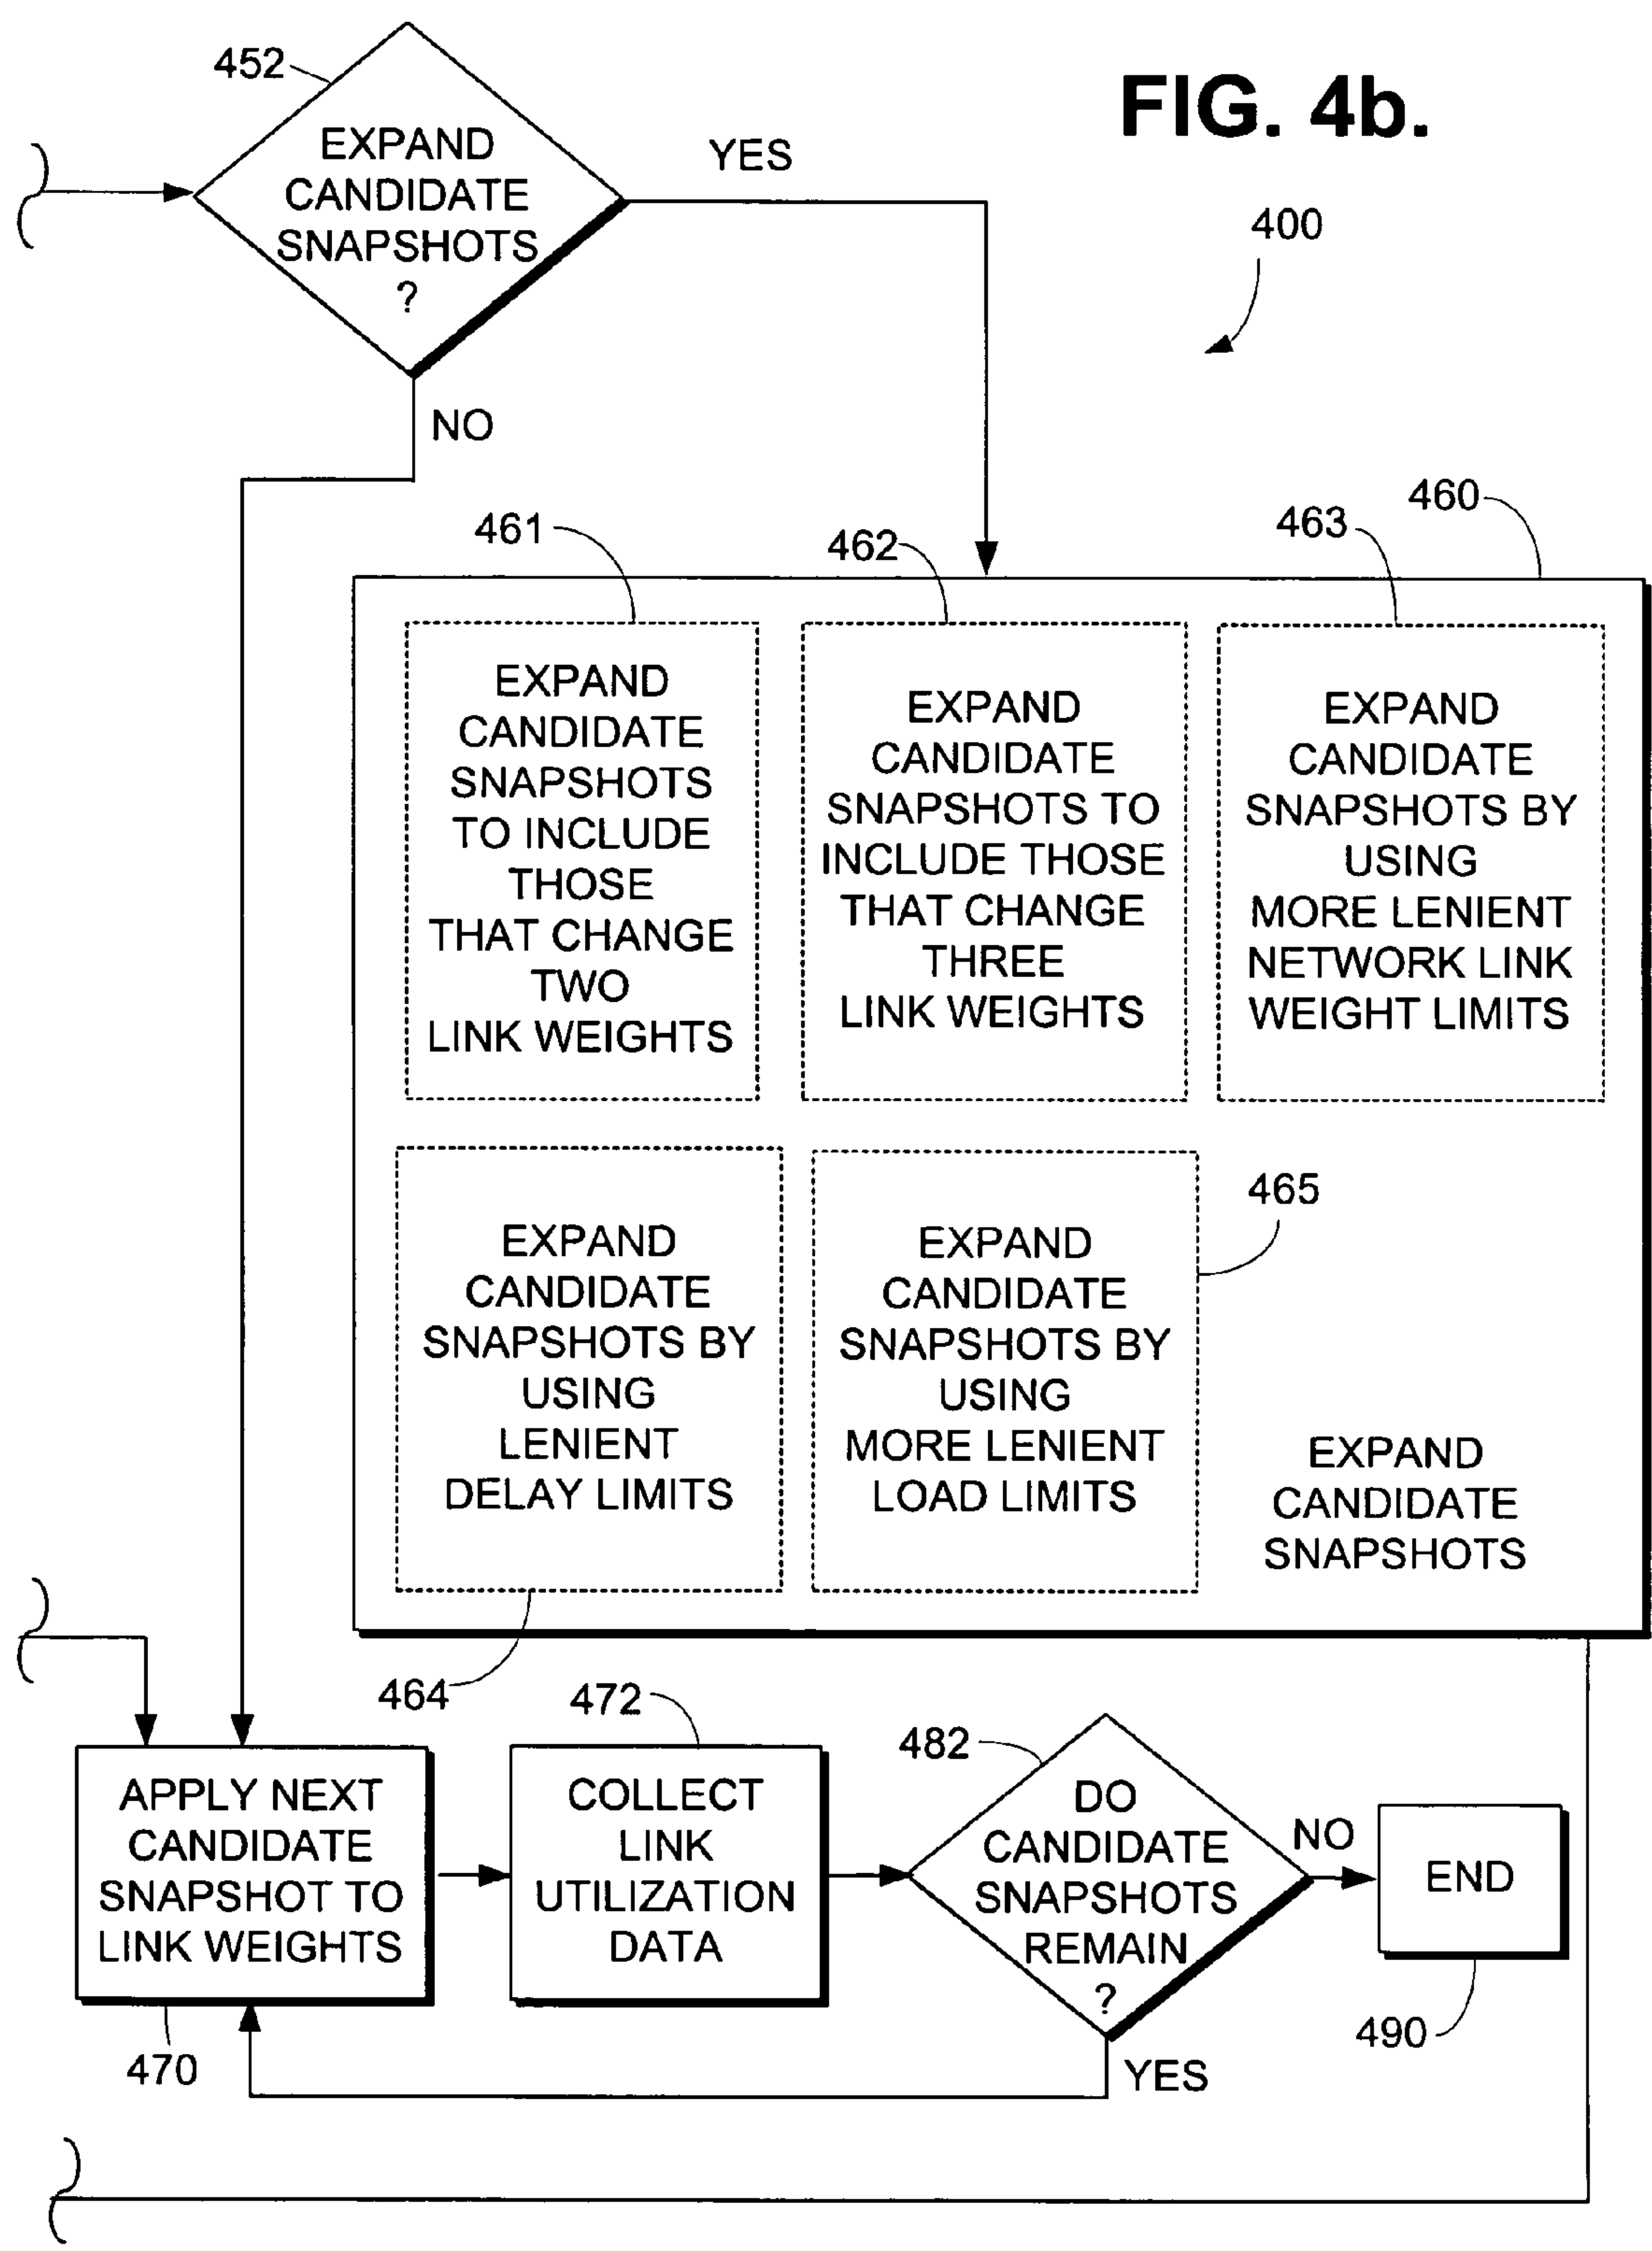 FIG. 4b.
452
EXPAND
CANDIDATE
SNAPSHOTS
?
YES
400
NO
460
461
462
463
EXPAND
CANDIDATE
SNAPSHOTS
TO INCLUDE
THOSE
THAT CHANGE
TWO
LINK WEIGHTS
EXPAND
CANDIDATE
SNAPSHOTS TO
INCLUDE THOSE
THAT CHANGE
THREE
LINK WEIGHTS
EXPAND
CANDIDATE
SNAPSHOTS BY
USING
MORE LENIENT
NETWORK LINK
WEIGHT LIMITS
EXPAND
CANDIDATE
SNAPSHOTS BY
USING
LENIENT
DELAY LIMITS
464
EXPAND
CANDIDATE
SNAPSHOTS BY
USING
MORE LENIENT
LOAD LIMITS
465
EXPAND
CANDIDATE
SNAPSHOTS
APPLY NEXT
CANDIDATE
SNAPSHOT TO
LINK WEIGHTS
470
472
COLLECT
LINK
UTILIZATION
DATA
482
DO
CANDIDATE
SNAPSHOTS
REMAIN
?
NO
YES
END
490